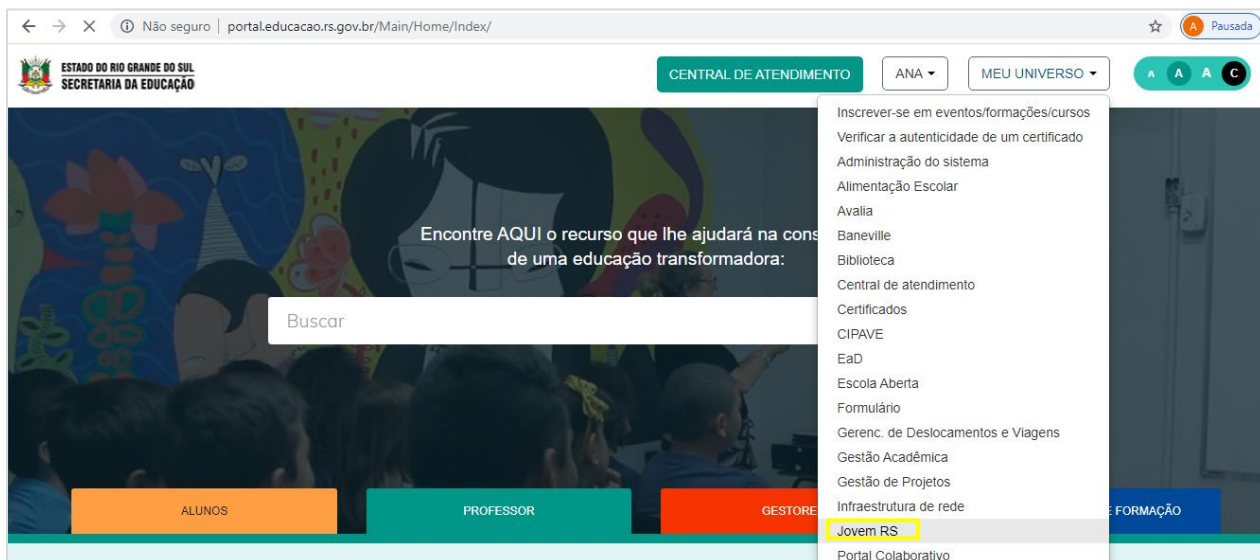 Não seguro | portal.educacao.rs.gov.br/Main/Home/Index/
A Pausada
ESTADO DO RIO GRANDE DO SUL
SECRETARIA DA EDUCAÇÃO
CENTRAL DE ATENDIMENTO
ANA
MEU UNIVERSO
A A A C
Inscrever-se em eventos/formações/cursos
Verificar a autenticidade de um certificado
Administração do sistema
Alimentação Escolar
Avalia
Baneville
Biblioteca
Central de atendimento
Certificados
CIPAVE
EaD
Escola Aberta
Formulário
Gerenc. de Deslocamentos e Viagens
Gestão Acadêmica
Gestão de Projetos
Infraestrutura de rede
Jovem RS
Portal Colaborativo
Encontre AQUI o recurso que lhe ajudará na cons
de uma educação transformadora:
Buscar
ALUNOS
PROFESSOR
GESTORE
FORMAÇÃO